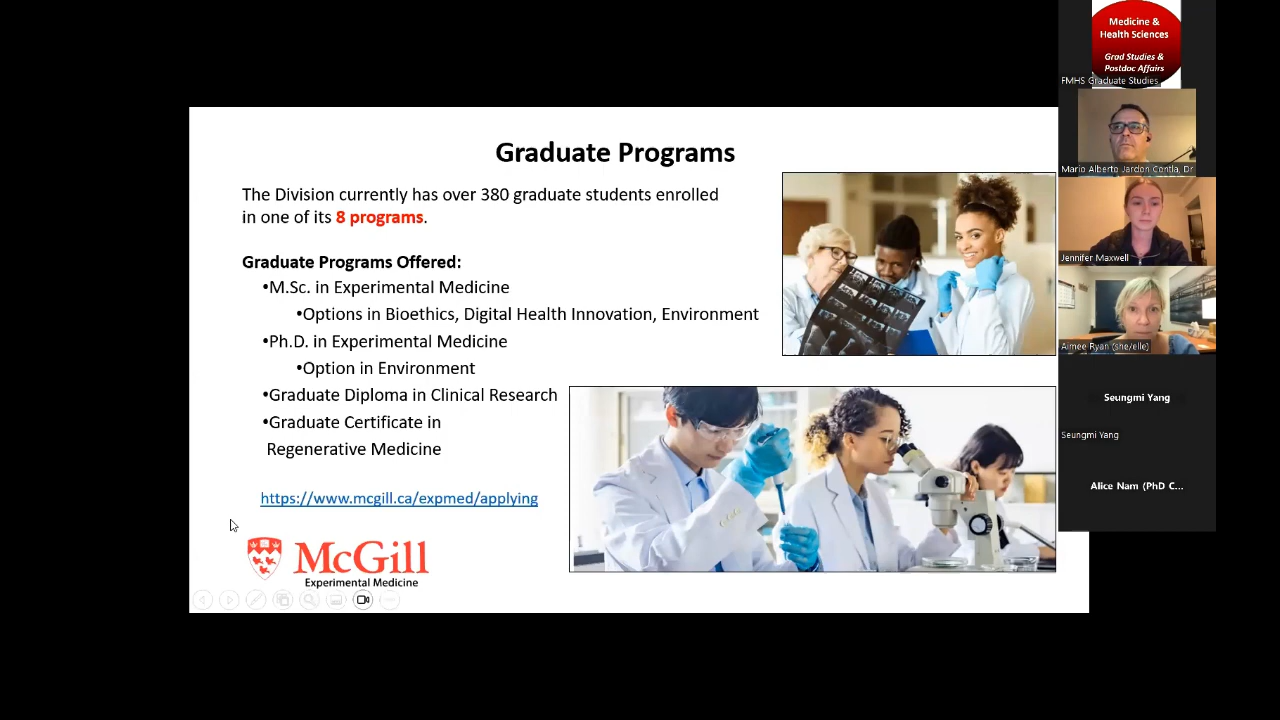 Graduate Programs
The Division currently has over 380 graduate students enrolled
in one of its 8 programs.
Graduate Programs Offered:
•M.Sc. in Experimental Medicine
•Options in Bioethics, Digital Health Innovation, Environment
•Ph.D. in Experimental Medicine
•Option in Environment
•Graduate Diploma in Clinical Research
•Graduate Certificate in
Regenerative Medicine
https://www.mcgill.ca/expmed/applying
McGill
Experimental Medicine
Medicine &
Health Sciences
Grad Studies &
Postdoc Affairs
FMHS Graduate Studies
Mario Alberto Jardon Contla, Dr
Jennifer Maxwell
Aimee Ryan (she/elle)
Seungmi Yang
Seungmi Yang
Alice Nam (PhD C...